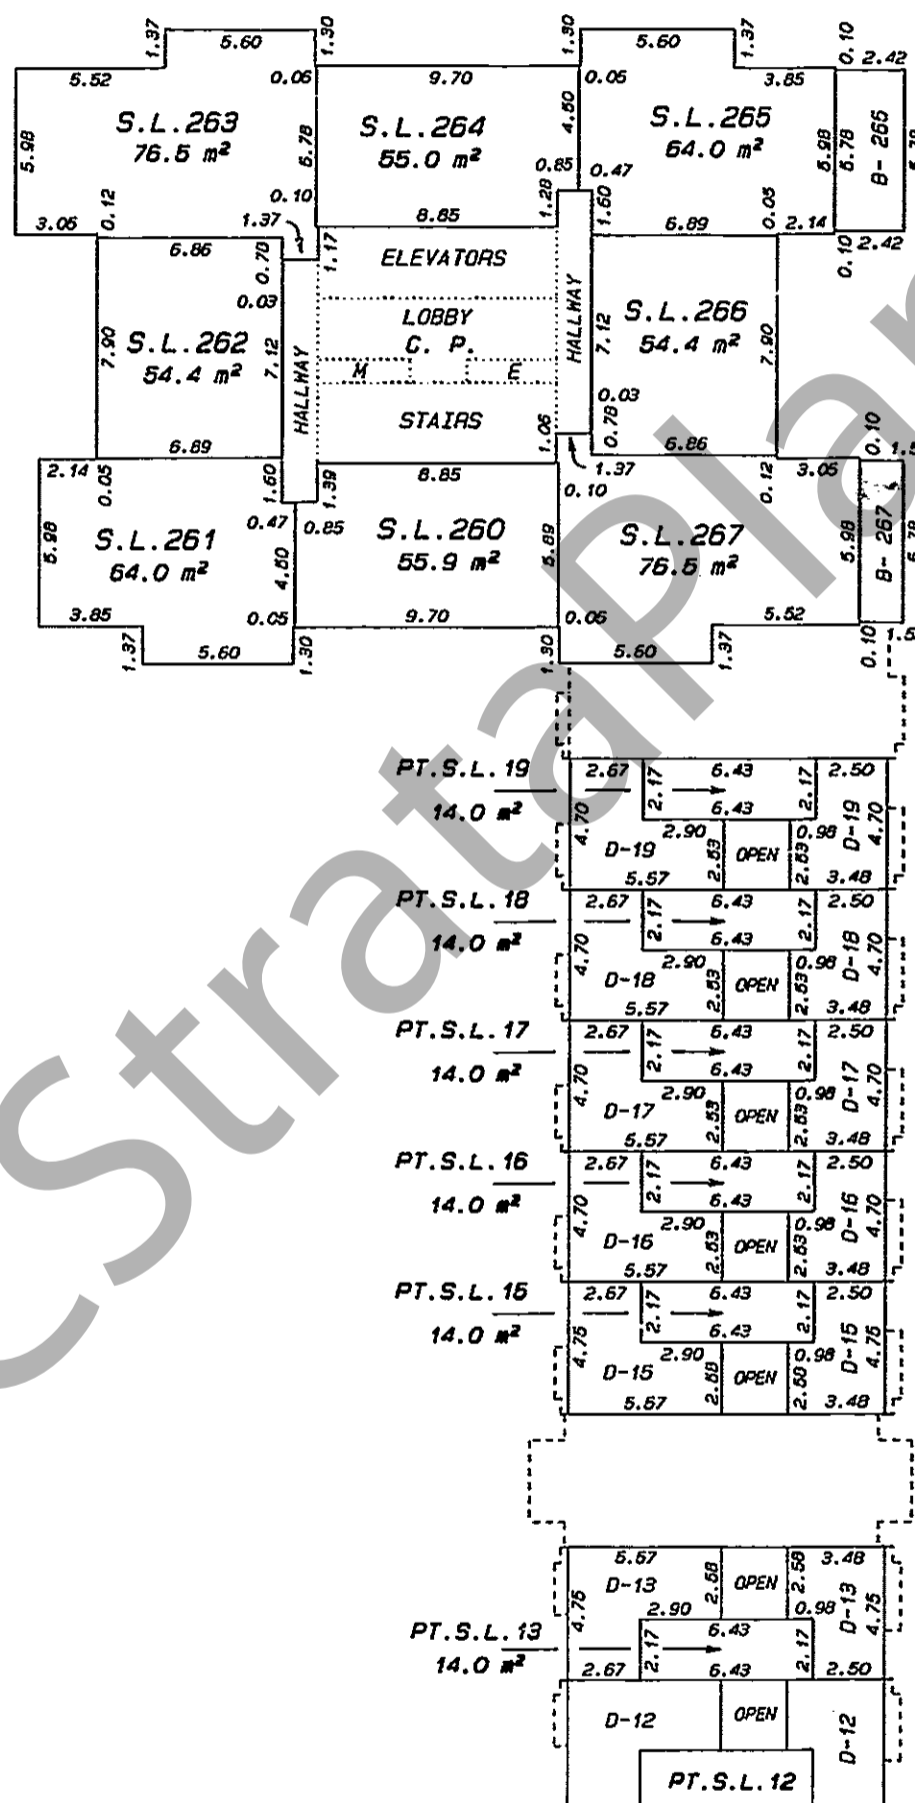 1.37 5.60 1.30 1.30 5.60 1.37 0.10 2.42
5.52 0.06 9.70 0.05 3.85
S.L.263 S.L.264 S.L.265
76.5 m² 55.0 m² 64.0 m²
5.98 4.60 5.98 5.78 B-265
0.12 0.10 0.85 0.47 0.05
3.05 1.37 8.85 1.28 1.60 6.89 2.14 2.42
6.86 0.70 1.17 ELEVATORS 0.10
0.03 LOBBY
S.L.262 C. P. S.L.266
54.4 m² 54.4 m²
7.90 7.12 HALLWAY M E HALLWAY 7.12 7.90
STAIRS 0.03
6.89 1.06 0.78 6.86 0.10
2.14 0.05 1.60 1.39 8.85 1.37 0.12 3.05
0.47 0.85 0.10
S.L.261 S.L.260 S.L.267
64.0 m² 55.9 m² 76.5 m²
5.98 4.60 5.89 5.98 B-267
3.85 0.05 9.70 0.06 5.52
1.37 5.60 1.30 1.30 5.60 1.37 0.10
PT.S.L.19 2.67 6.43 2.50
14.0 m² 4.70 2.17 6.43 2.17 D-19 4.70
2.90 0.98
D-19 2.53 OPEN 2.53
5.57 3.48
PT.S.L.18 2.67 6.43 2.50
14.0 m² 4.70 2.17 6.43 2.17 D-18 4.70
2.90 0.98
D-18 2.53 OPEN 2.53
5.57 3.48
PT.S.L.17 2.67 6.43 2.50
14.0 m² 4.70 2.17 6.43 2.17 D-17 4.70
2.90 0.98
D-17 2.53 OPEN 2.53
5.57 3.48
PT.S.L.16 2.67 6.43 2.50
14.0 m² 4.70 2.17 6.43 2.17 D-16 4.70
2.90 0.98
D-16 2.53 OPEN 2.53
5.57 3.48
PT.S.L.15 2.67 6.43 2.50
14.0 m² 4.75 2.17 6.43 2.17 D-15 4.75
2.90 0.98
D-15 2.58 OPEN 2.58
5.57 3.48
5.57 3.48
D-13 2.58 OPEN 2.58 D-13
4.75 2.90 0.98 4.75
PT.S.L.13 6.43
14.0 m² 2.67 2.17 6.43 2.17 2.50
D-12 OPEN D-12
PT.S.L.12